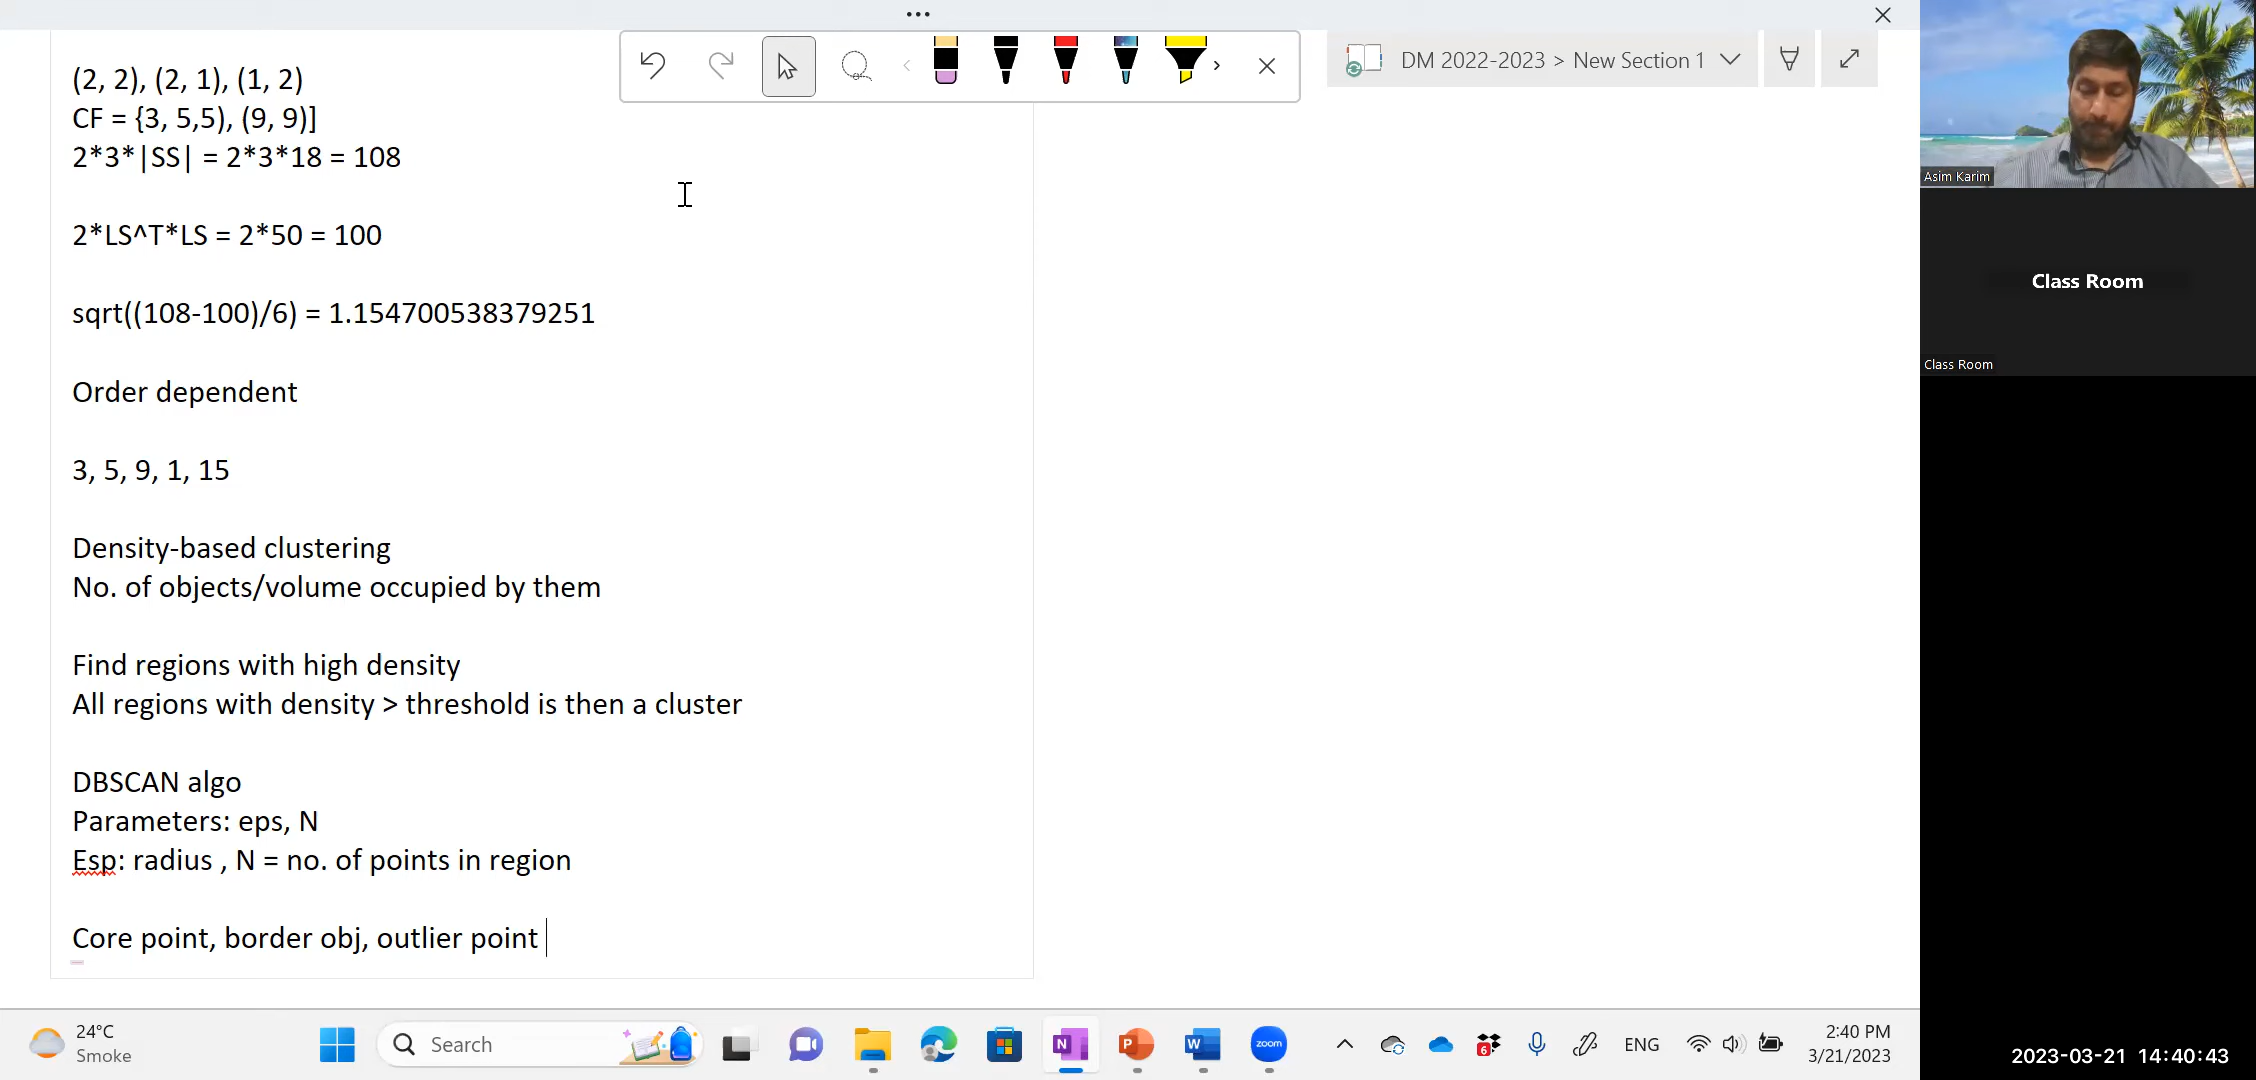 (2, 2), (2, 1), (1, 2)
CF = {3, 5,5), (9, 9)]
2*3*|SS| = 2*3*18 = 108
2*LS^T*LS = 2*50 = 100
sqrt((108-100)/6) = 1.154700538379251
Order dependent
3, 5, 9, 1, 15
Density-based clustering
No. of objects/volume occupied by them
Find regions with high density
All regions with density > threshold is then a cluster
DBSCAN algo
Parameters: eps, N
Esp: radius , N = no. of points in region
Core point, border obj, outlier point
DM 2022-2023 > New Section 1
Asim Karim
Class Room
Class Room
24°C
Smoke
Search
N
P
W
zoom
6
ENG
2:40 PM
3/21/2023
2023-03-21 14:40:43